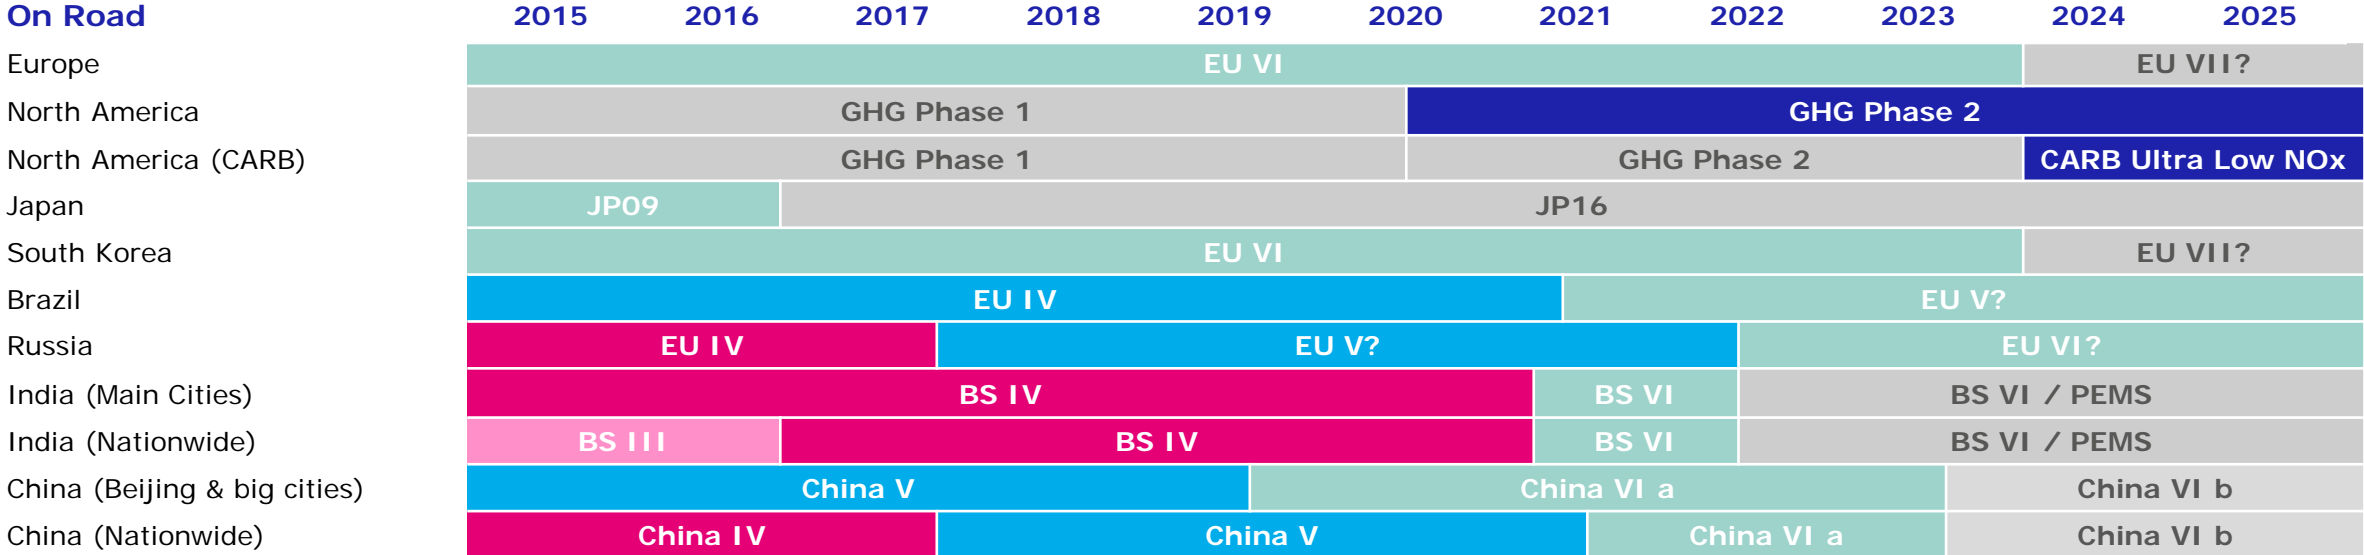 On Road 2015 2016 2017 2018 2019 2020 2021 2022 2023 2024 2025
Europe EU VI EU VII?
North America GHG Phase 1 GHG Phase 2
North America (CARB) GHG Phase 1 GHG Phase 2 CARB Ultra Low NOx
Japan JP09 JP16
South Korea EU VI EU VII?
Brazil EU IV EU V?
Russia EU IV EU V? EU VI?
India (Main Cities) BS IV BS VI BS VI / PEMS
India (Nationwide) BS III BS IV BS VI BS VI / PEMS
China (Beijing & big cities) China V China VI a China VI b
China (Nationwide) China IV China V China VI a China VI b